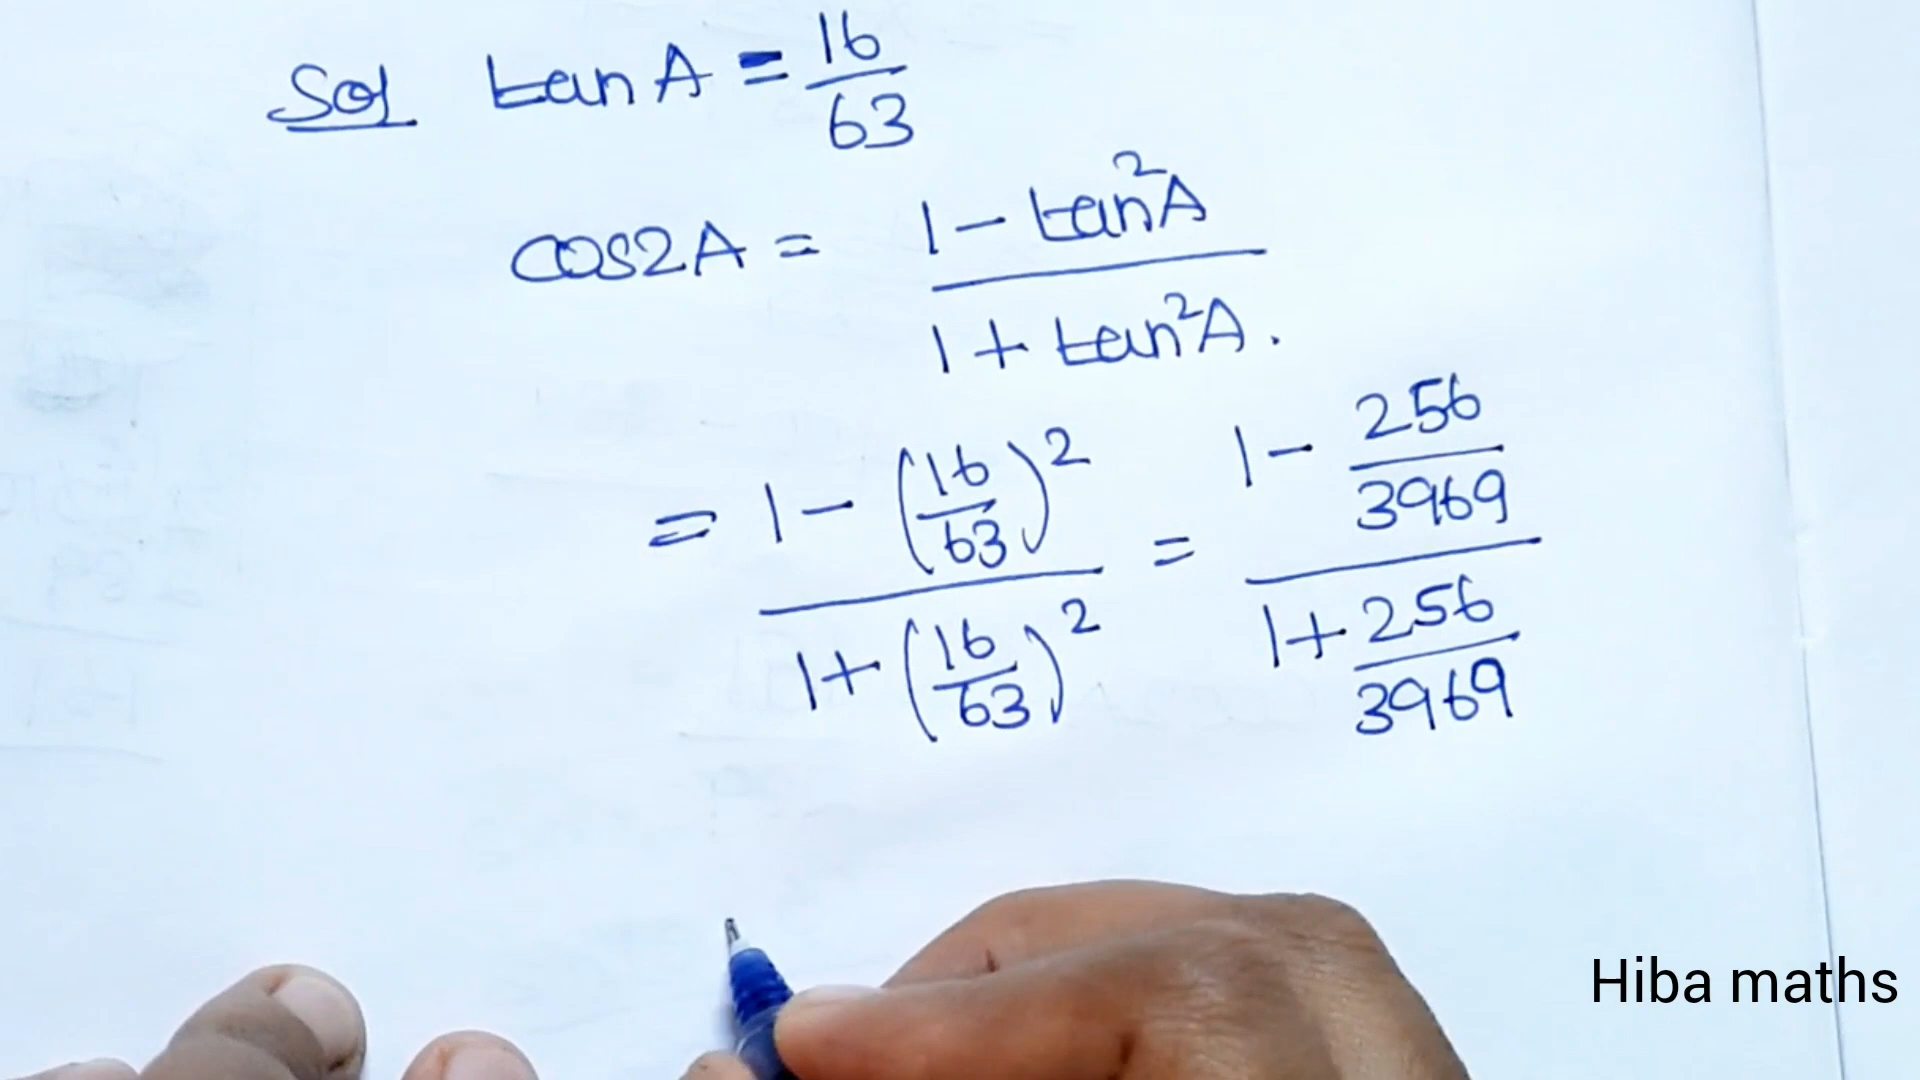 Sol tan A = 16/63
cos2A = (1 - tan²A)/(1 + tan²A).
= (1 - (16/63)²)/(1 + (16/63)²) = (1 - 256/3969)/(1 + 256/3969)
Hiba maths